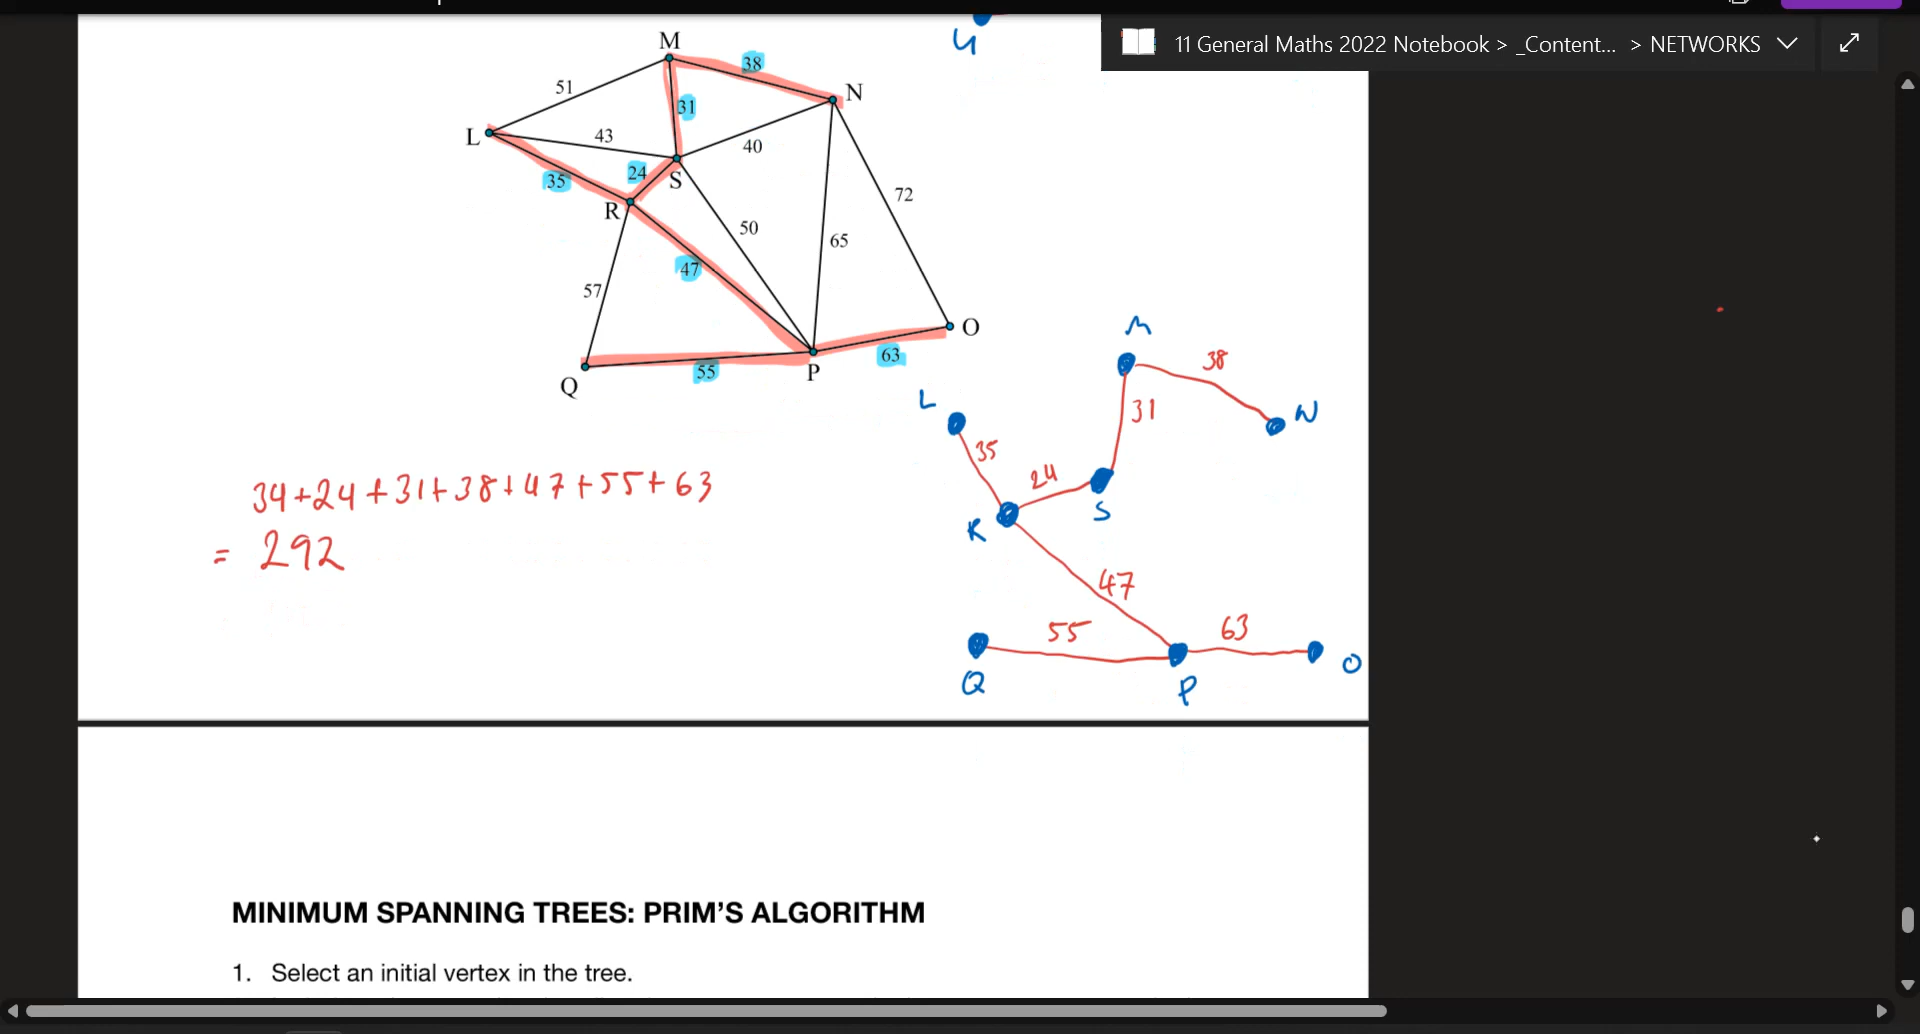 U
11 General Maths 2022 Notebook > _Content... > NETWORKS
M
38
51
N
31
L
43
40
24
S
35
R
72
50
65
47
57
O
63
55
P
Q
M
38
L
31
N
35
24
S
R
34+24+31+38+47+55+63
= 292
47
55
63
Q
P
O
MINIMUM SPANNING TREES: PRIM'S ALGORITHM
1. Select an initial vertex in the tree.